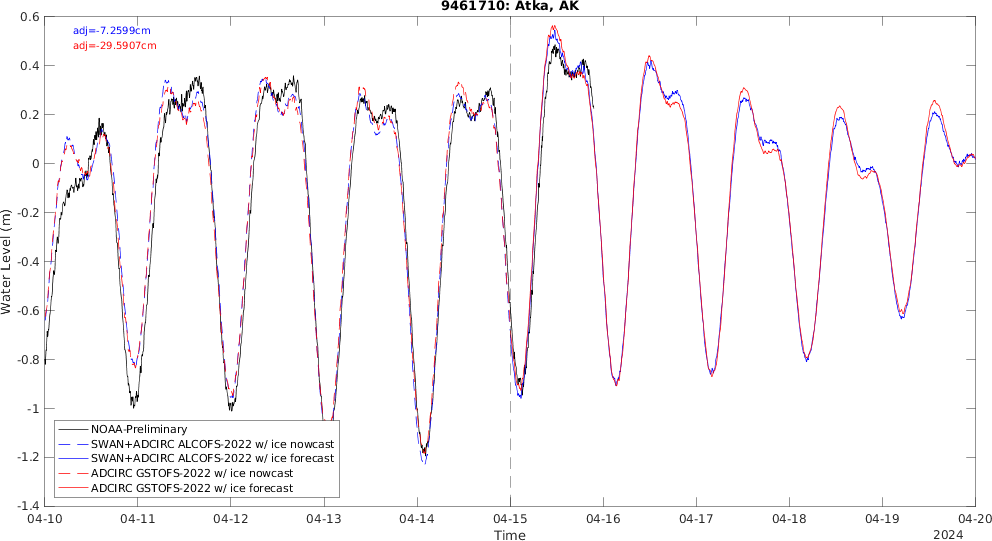 9461710: Atka, AK
adj=-7.2599cm
adj=-29.5907cm
Water Level (m)
0.6
0.4
0.2
0
-0.2
-0.4
-0.6
-0.8
-1
-1.2
-1.4
NOAA-Preliminary
SWAN+ADCIRC ALCOFS-2022 w/ ice nowcast
SWAN+ADCIRC ALCOFS-2022 w/ ice forecast
ADCIRC GSTOFS-2022 w/ ice nowcast
ADCIRC GSTOFS-2022 w/ ice forecast
04-10 04-11 04-12 04-13 04-14 04-15 04-16 04-17 04-18 04-19 04-20
Time
2024